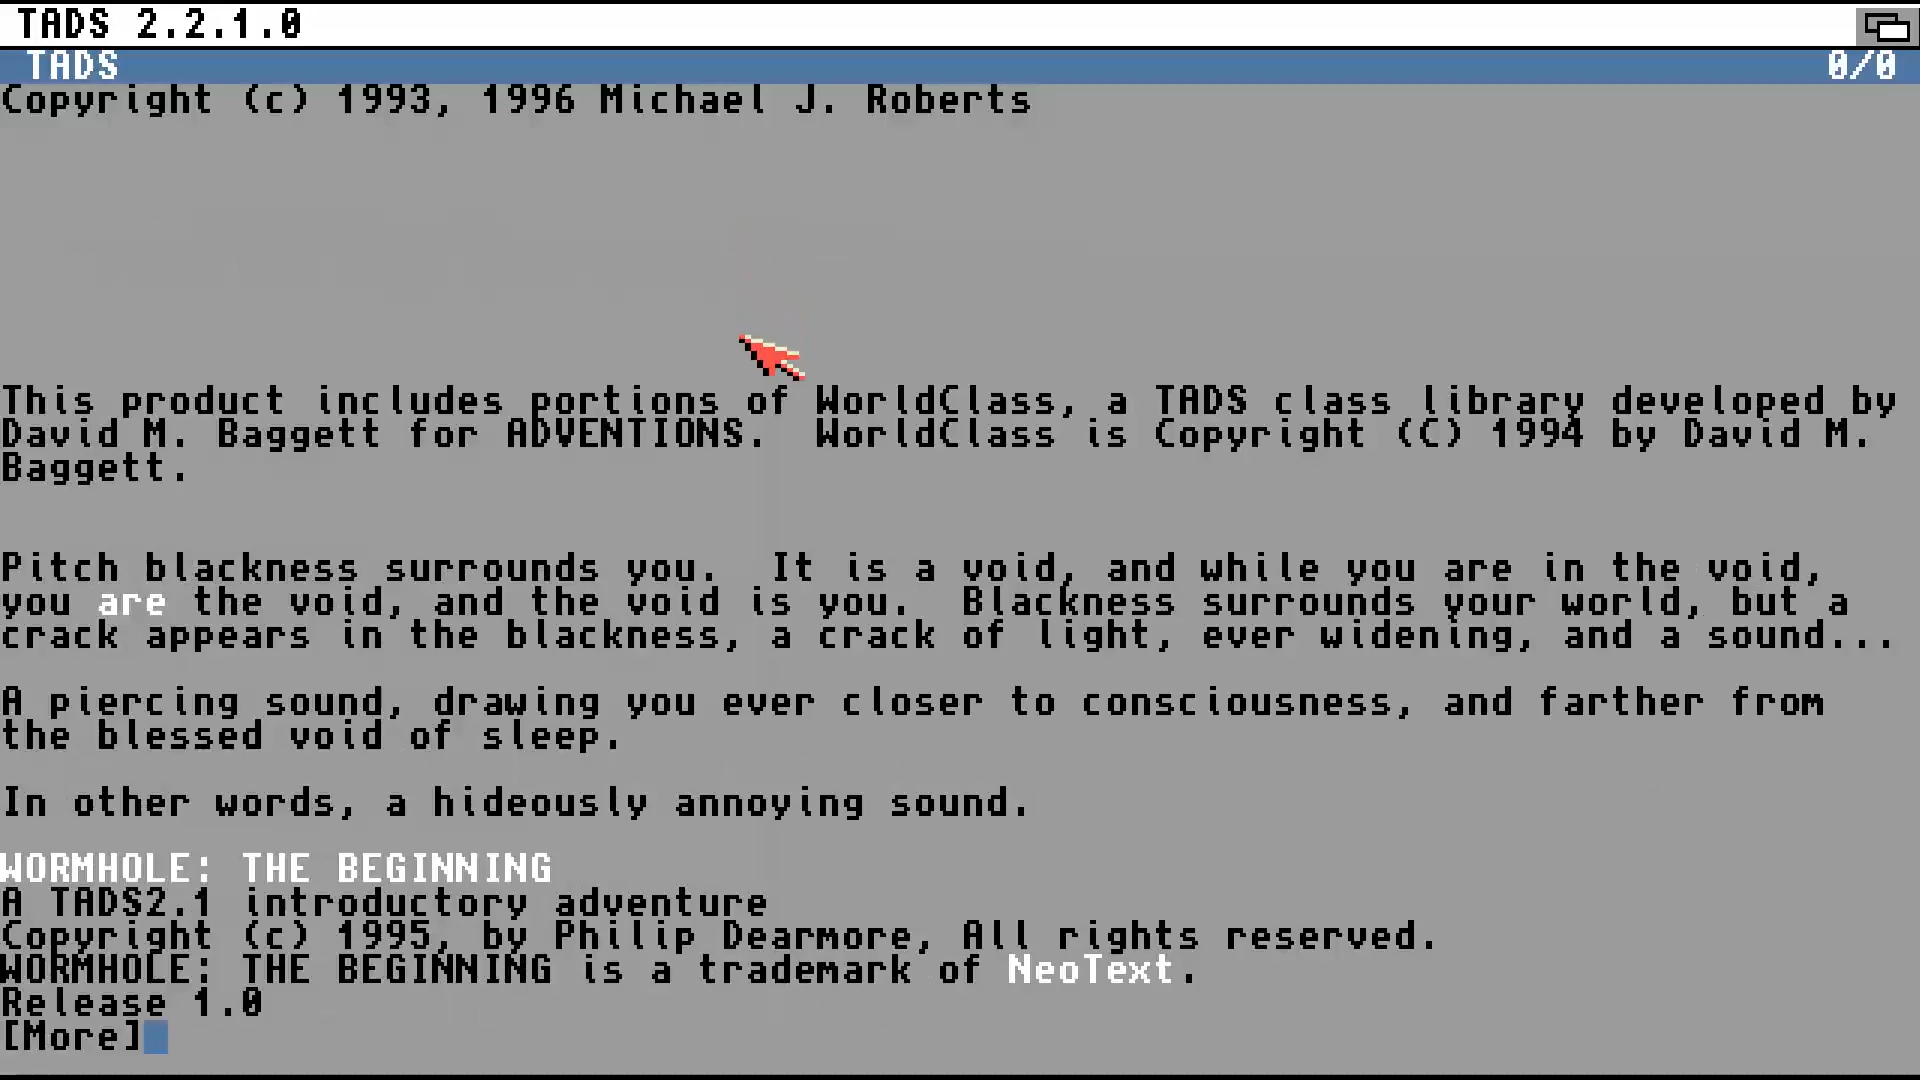 TADS 2.2.1.0
TADS 0/0
Copyright (c) 1993, 1996 Michael J. Roberts
This product includes portions of WorldClass, a TADS class library developed by
David M. Baggett for ADVENTIONS.  WorldClass is Copyright (C) 1994 by David M.
Baggett.
Pitch blackness surrounds you.  It is a void, and while you are in the void,
you are the void, and the void is you.  Blackness surrounds your world, but a
crack appears in the blackness, a crack of light, ever widening, and a sound...
A piercing sound, drawing you ever closer to consciousness, and farther from
the blessed void of sleep.
In other words, a hideously annoying sound.
WORMHOLE: THE BEGINNING
A TADS2.1 introductory adventure
Copyright (c) 1995, by Philip Dearmore, All rights reserved.
WORMHOLE: THE BEGINNING is a trademark of NeoText.
Release 1.0
[More]